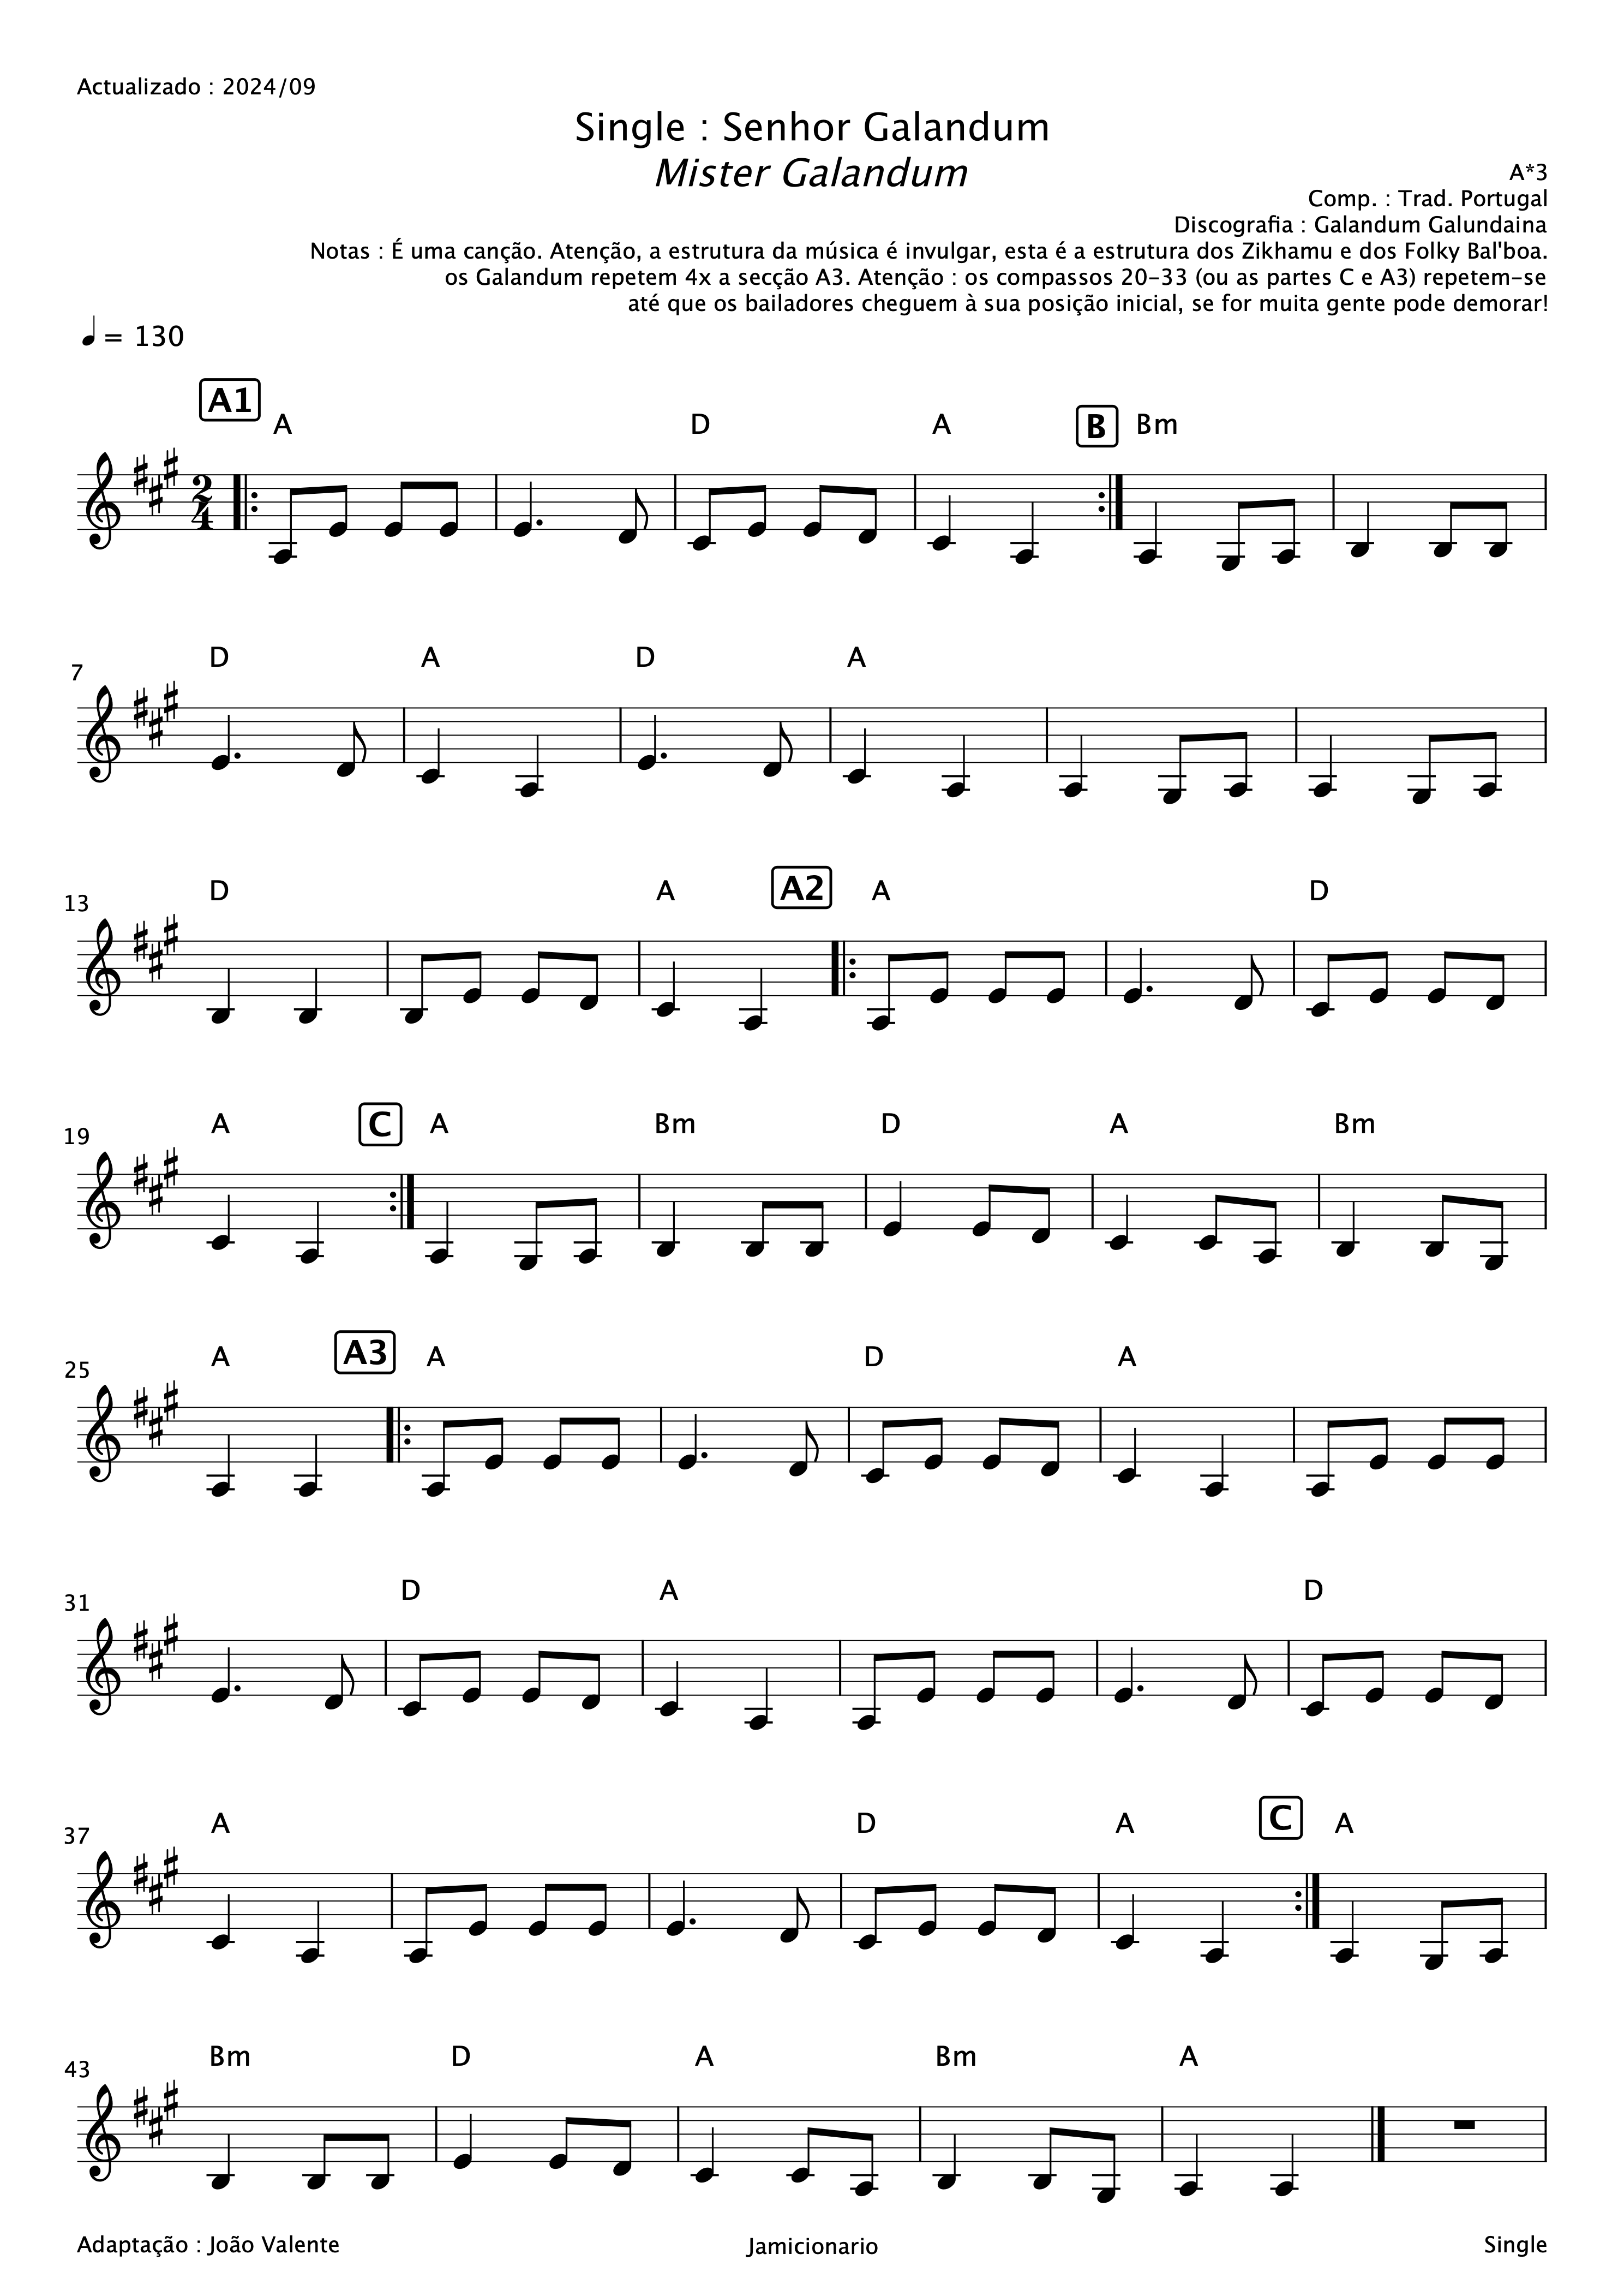 Actualizado : 2024/09
Single : Senhor Galandum
Mister Galandum
A*3
Comp. : Trad. Portugal
Discografia : Galandum Galundaina
Notas : É uma canção. Atenção, a estrutura da música é invulgar, esta é a estrutura dos Zikhamu e dos Folky Bal'boa.
os Galandum repetem 4x a secção A3. Atenção : os compassos 20-33 (ou as partes C e A3) repetem-se
até que os bailadores cheguem à sua posição inicial, se for muita gente pode demorar!
= 130
A1 A D A B Bm
2
4
7 D A D A
13 D A A2 A D
19 A C A Bm D A Bm
25 A A3 A D A
31 D A D
37 A D A C A
43 Bm D A Bm A
Adaptação : João Valente Jamicionario Single